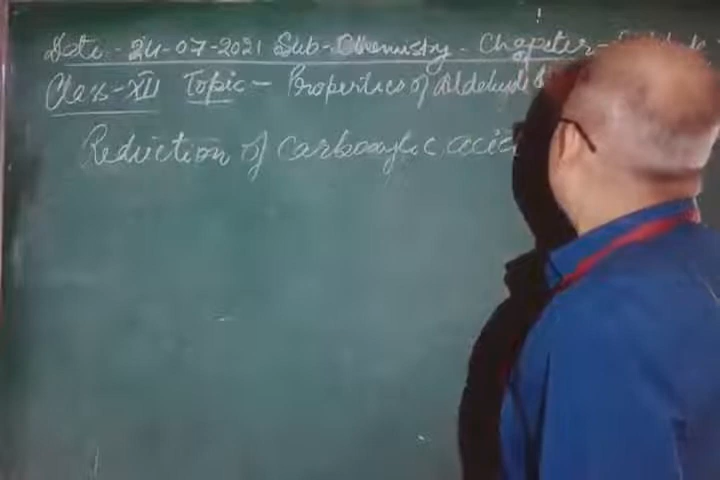 Date - 24-07-2021 Sub - Chemistry - Chapter -
Class - XII Topic - Properties of Aldehyde &
Reduction of carboxylic acid